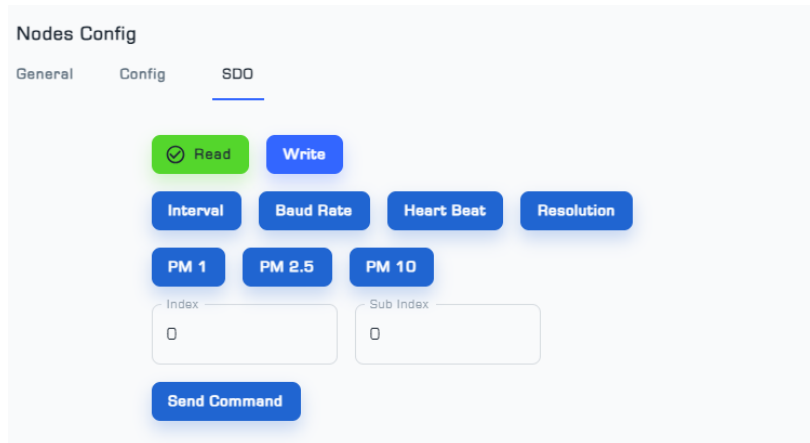 Nodes Config
General Config SDO
Read Write
Interval Baud Rate Heart Beat Resolution
PM 1 PM 2.5 PM 10
Index Sub Index
0 0
Send Command